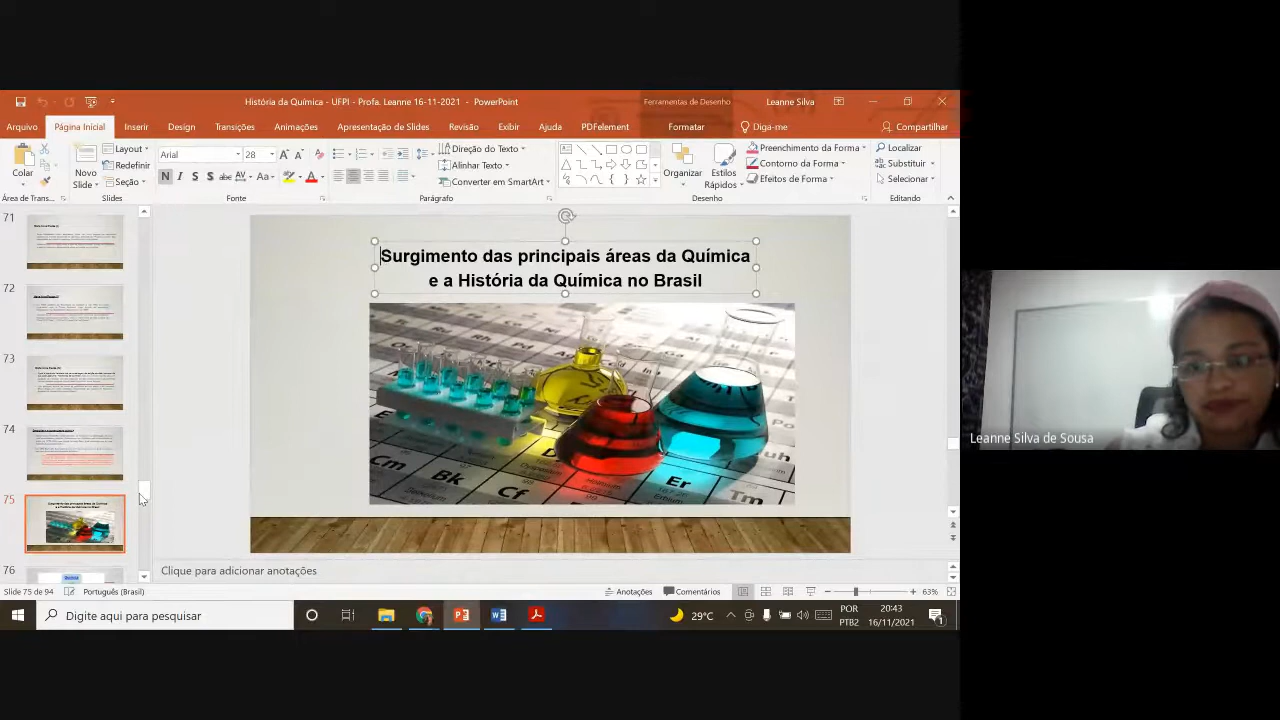 História da Química - UFPI - Profa. Leanne 16-11-2021 - PowerPoint
Ferramentas de Desenho
Leanne Silva
Arquivo Página Inicial Inserir Design Transições Animações Apresentação de Slides Revisão Exibir Ajuda PDFelement Formatar Diga-me Compartilhar
Colar
Novo
Slide
Layout
Redefinir
Seção
Arial 28
N I S S abc AV Aa A
Direção do Texto
Alinhar Texto
Converter em SmartArt
Organizar
Estilos
Rápidos
Preenchimento da Forma
Contorno da Forma
Efeitos de Forma
Localizar
Substituir
Selecionar
Área de Trans...
Slides
Fonte
Parágrafo
Desenho
Editando
71
72
73
74
75
76
Surgimento das principais áreas da Química
e a História da Química no Brasil
Ra
La
Cm
Bk
Cf
Er
Tm
Clique para adicionar anotações
Slide 75 de 94 Português (Brasil) Anotações Comentários 63%
Digite aqui para pesquisar
29°C
POR
PTB2
20:43
16/11/2021
1
Leanne Silva de Sousa